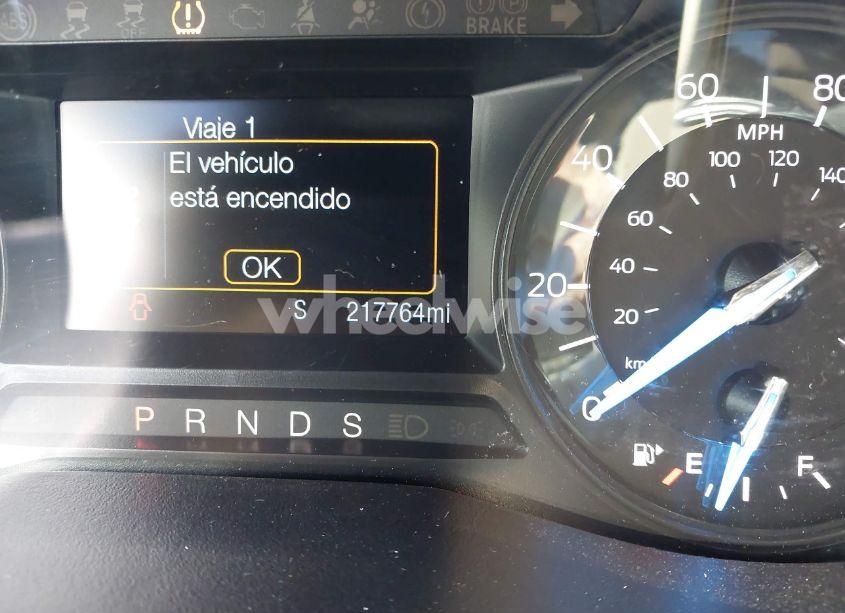 OFF
BRAKE
Viaje 1
El vehículo
está encendido
OK
S 217764mi
wheelwise
P R N D S
0 20 40 60 80
MPH
20 40 60 80 100 120 140
km
E F